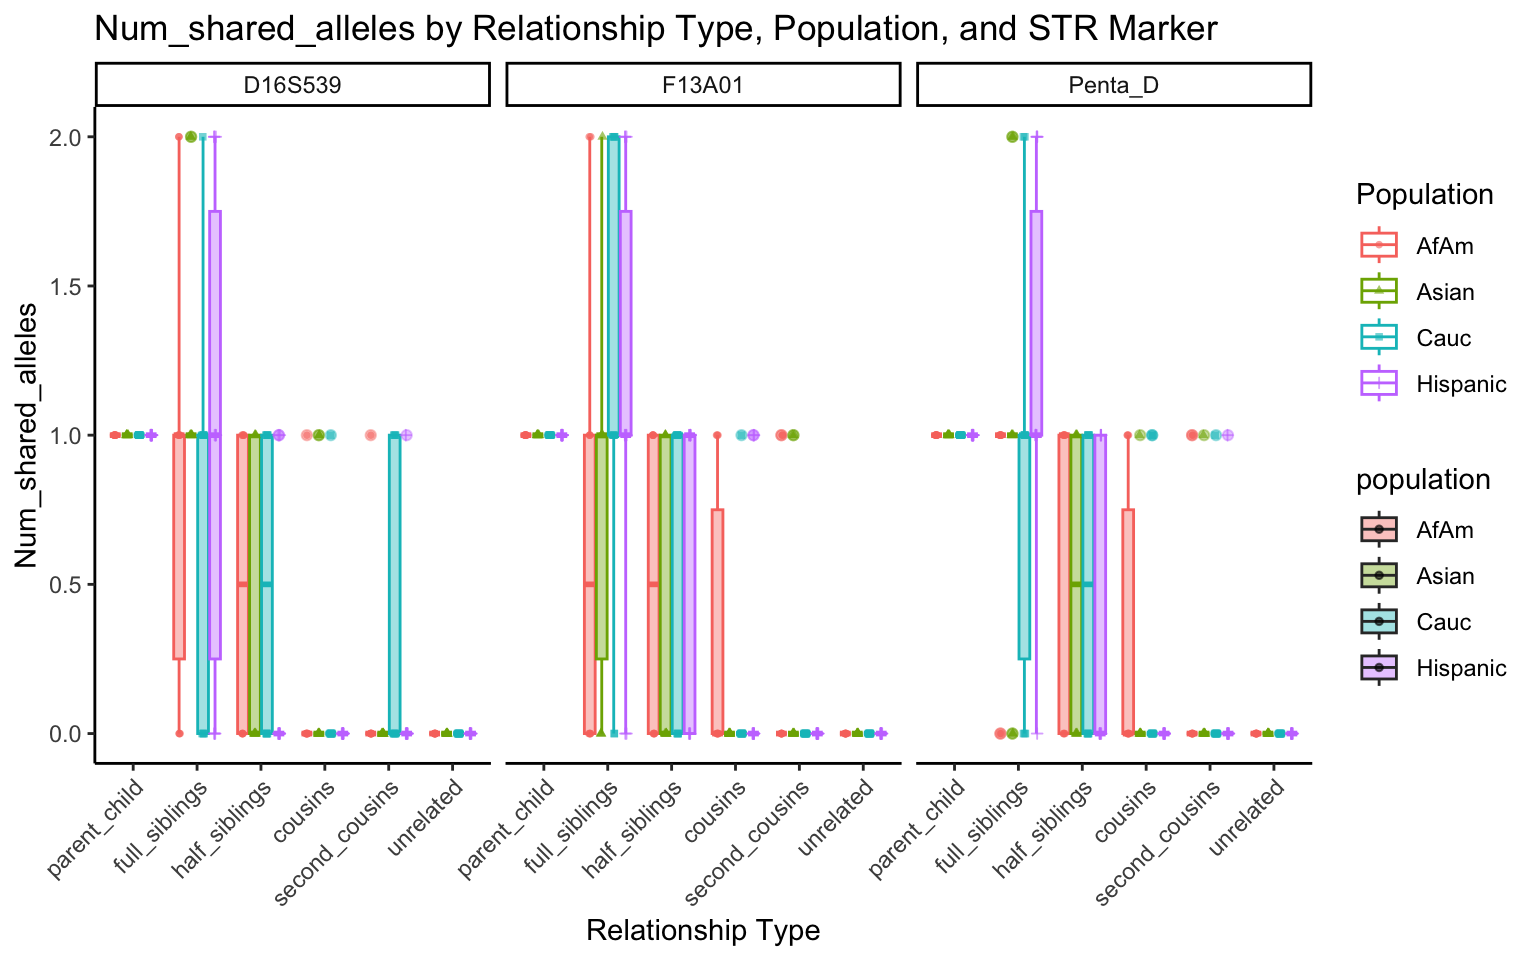 Num_shared_alleles by Relationship Type, Population, and STR Marker
D16S539
F13A01
Penta_D
Num_shared_alleles
2.0
1.5
1.0
0.5
0.0
parent_child
full_siblings
half_siblings
cousins
second_cousins
unrelated
parent_child
full_siblings
half_siblings
cousins
second_cousins
unrelated
parent_child
full_siblings
half_siblings
cousins
second_cousins
unrelated
Relationship Type
Population
AfAm
Asian
Cauc
Hispanic
population
AfAm
Asian
Cauc
Hispanic